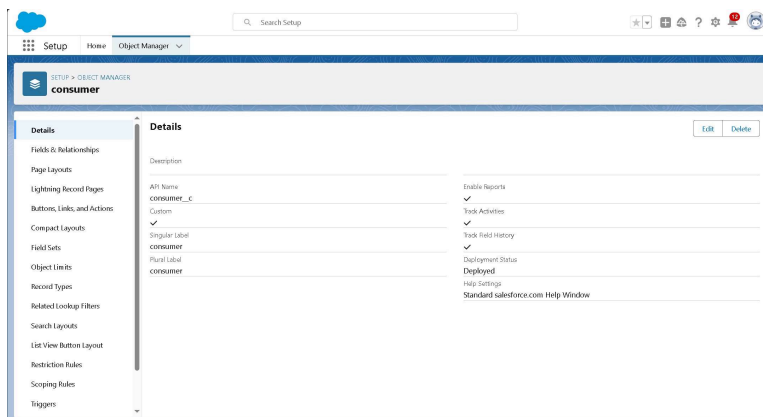 Search Setup
12
Setup
Home
Object Manager
SETUP > OBJECT MANAGER
consumer
Details
Fields & Relationships
Page Layouts
Lightning Record Pages
Buttons, Links, and Actions
Compact Layouts
Field Sets
Object Limits
Record Types
Related Lookup Filters
Search Layouts
List View Button Layout
Restriction Rules
Scoping Rules
Triggers
Details
Edit
Delete
Description
API Name
consumer__c
Custom
Singular Label
consumer
Plural Label
consumer
Enable Reports
Track Activities
Track Field History
Deployment Status
Deployed
Help Settings
Standard salesforce.com Help Window